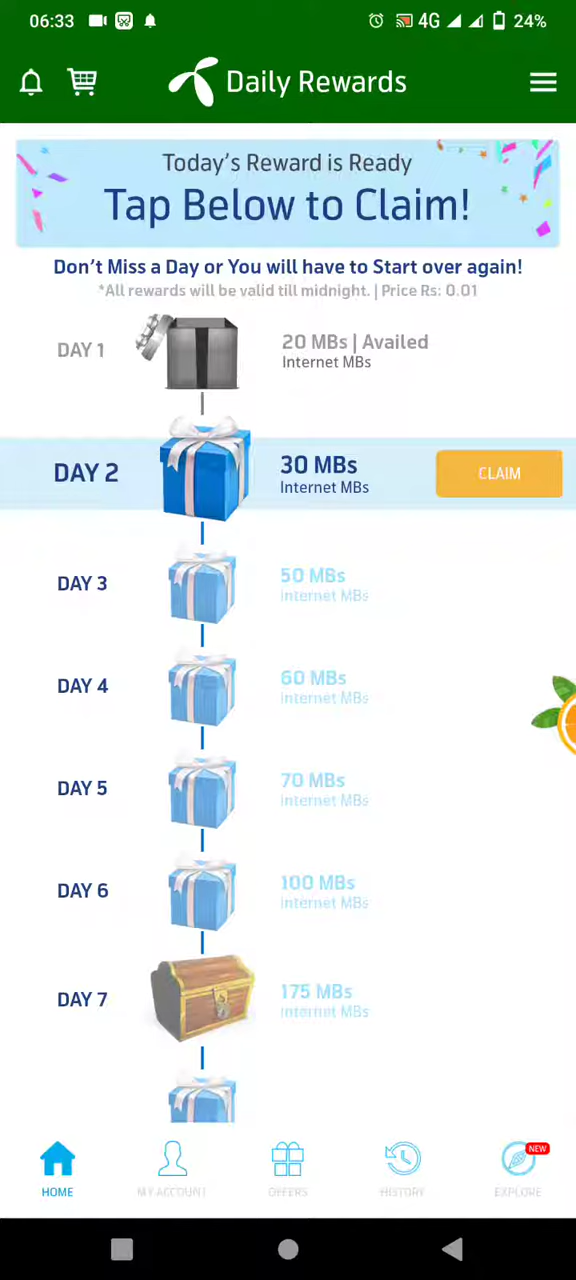 06:33 4G 24%
Daily Rewards
Today's Reward is Ready
Tap Below to Claim!
Don't Miss a Day or You will have to Start over again!
*All rewards will be valid till midnight. | Price Rs: 0.01
DAY 1
20 MBs | Availed
Internet MBs
DAY 2
30 MBs
Internet MBs
CLAIM
DAY 3
50 MBs
Internet MBs
DAY 4
60 MBs
Internet MBs
DAY 5
70 MBs
Internet MBs
DAY 6
100 MBs
Internet MBs
DAY 7
175 MBs
Internet MBs
NEW
HOME MY ACCOUNT OFFERS HISTORY EXPLORE